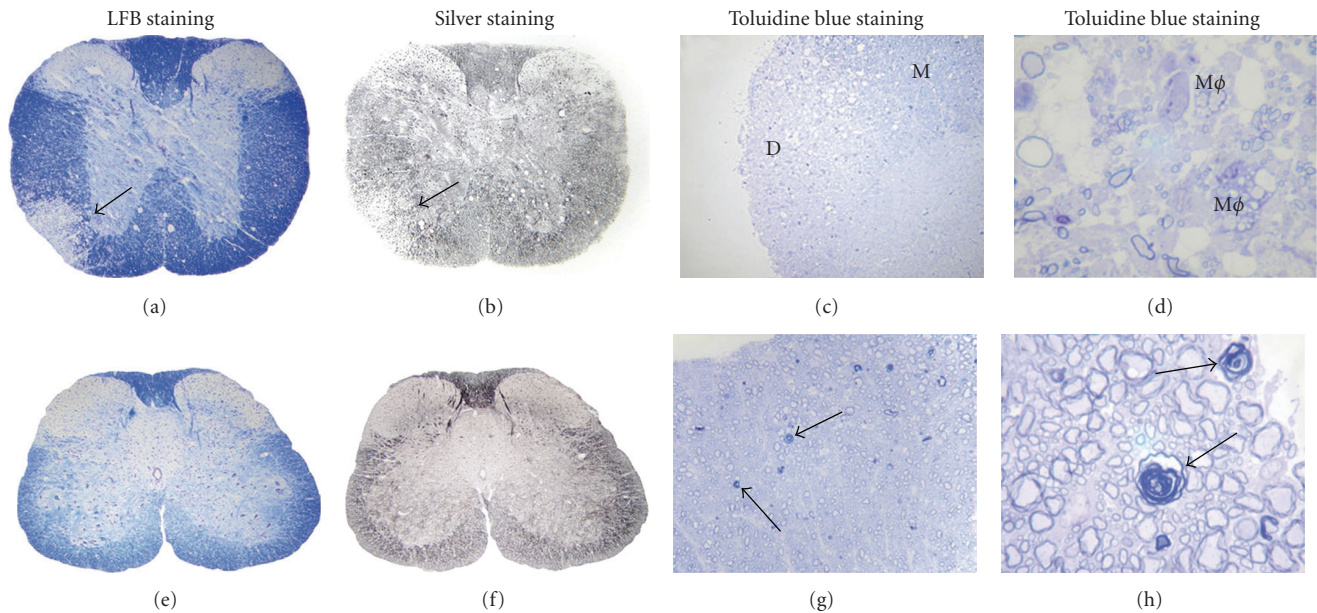 LFB staining
Silver staining
Toluidine blue staining
Toluidine blue staining
M
D
Mϕ
Mϕ
(a)
(b)
(c)
(d)
(e)
(f)
(g)
(h)